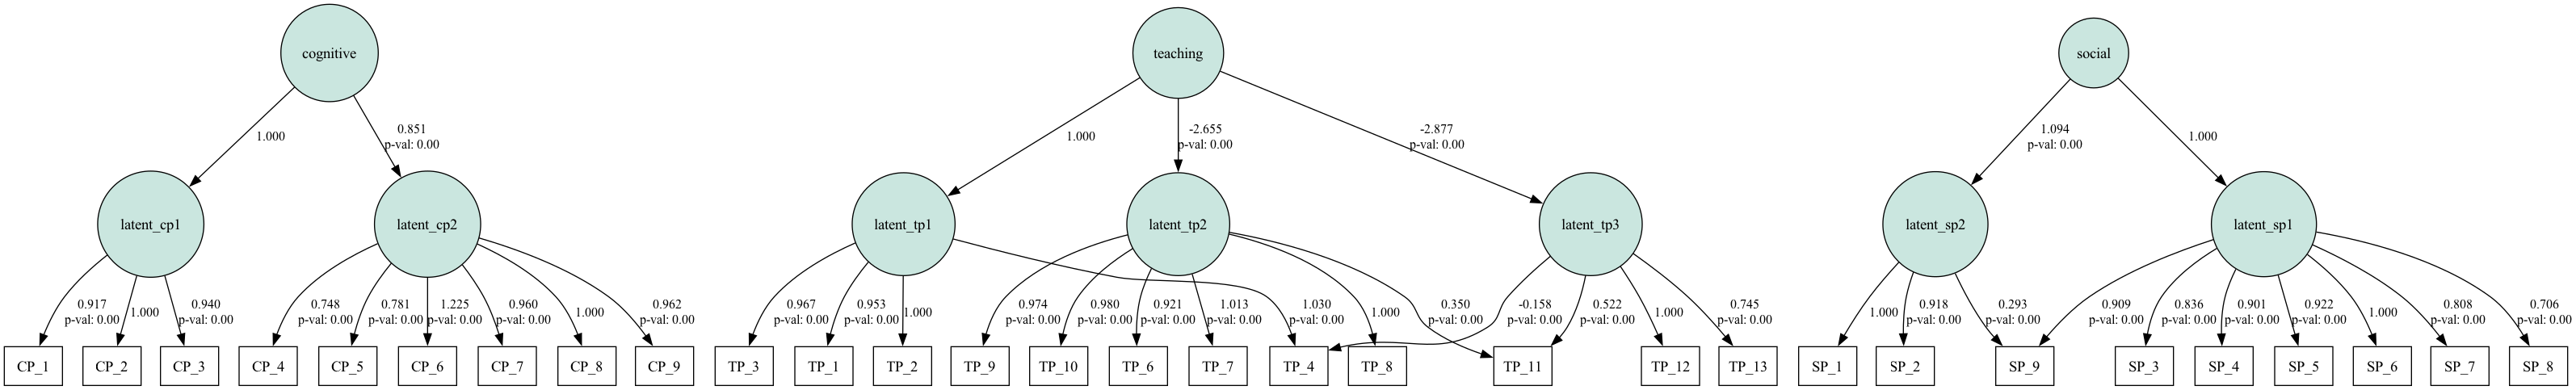 cognitive
teaching
social
1.000
0.851
p-val: 0.00
1.000
-2.655
p-val: 0.00
-2.877
p-val: 0.00
1.094
p-val: 0.00
1.000
latent_cp1
latent_cp2
latent_tp1
latent_tp2
latent_tp3
latent_sp2
latent_sp1
0.917
p-val: 0.00
1.000
0.940
p-val: 0.00
0.748
p-val: 0.00
0.781
p-val: 0.00
1.225
p-val: 0.00
0.960
p-val: 0.00
1.000
0.962
p-val: 0.00
0.967
p-val: 0.00
0.953
p-val: 0.00
1.000
0.974
p-val: 0.00
0.980
p-val: 0.00
0.921
p-val: 0.00
1.013
p-val: 0.00
1.030
p-val: 0.00
1.000
0.350
p-val: 0.00
-0.158
p-val: 0.00
0.522
p-val: 0.00
1.000
0.745
p-val: 0.00
1.000
0.918
p-val: 0.00
0.293
p-val: 0.00
0.909
p-val: 0.00
0.836
p-val: 0.00
0.901
p-val: 0.00
0.922
p-val: 0.00
1.000
0.808
p-val: 0.00
0.706
p-val: 0.00
CP_1
CP_2
CP_3
CP_4
CP_5
CP_6
CP_7
CP_8
CP_9
TP_3
TP_1
TP_2
TP_9
TP_10
TP_6
TP_7
TP_4
TP_8
TP_11
TP_12
TP_13
SP_1
SP_2
SP_9
SP_3
SP_4
SP_5
SP_6
SP_7
SP_8